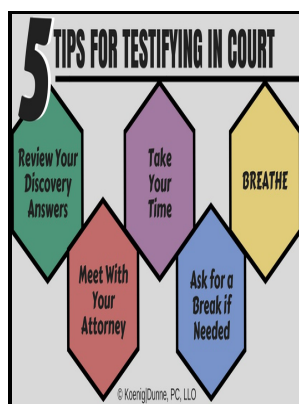 5 TIPS FOR TESTIFYING IN COURT
Review Your
Discovery
Answers
Meet With
Your
Attorney
Take
Your
Time
Ask for a
Break if
Needed
BREATHE
© Koenig|Dunne, PC, LLO